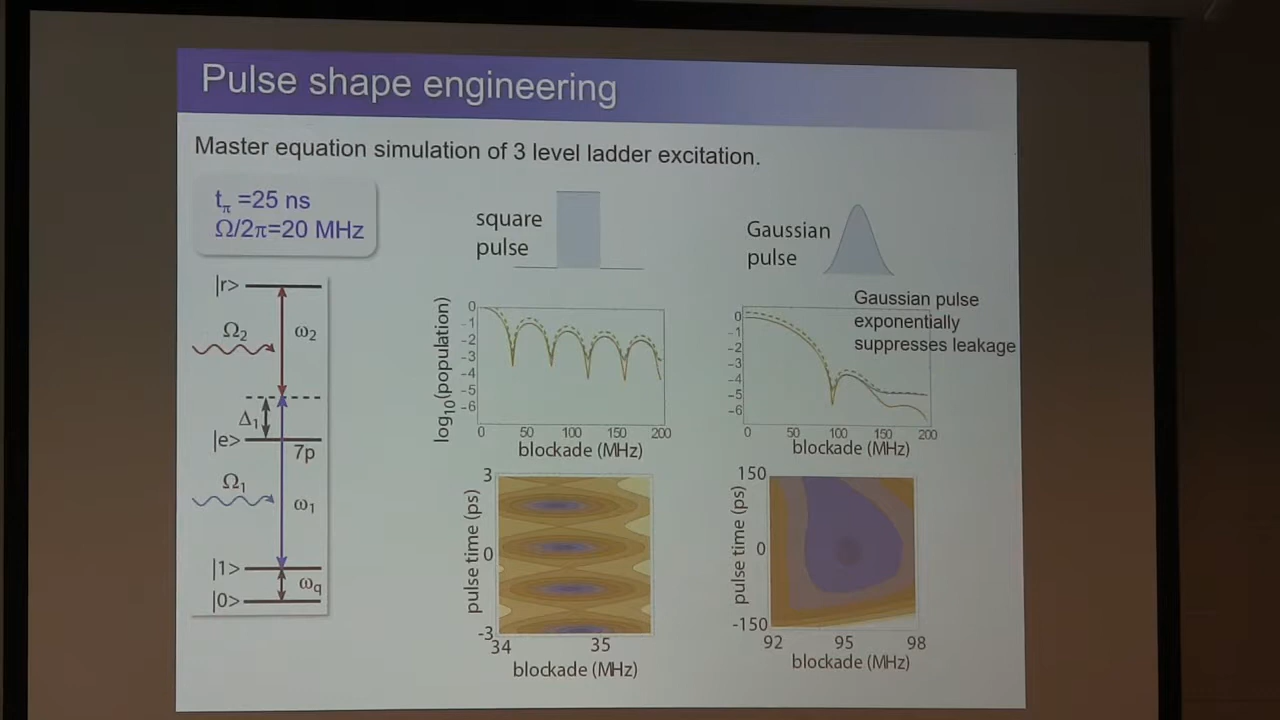 Pulse shape engineering
Master equation simulation of 3 level ladder excitation.
tπ =25 ns
Ω/2π=20 MHz
|r>
Ω2
ω2
Δ1
|e>
7p
Ω1
ω1
|1>
ωq
|0>
square
pulse
log10(population)
0
-1
-2
-3
-4
-5
-6
0 50 100 150 200
blockade (MHz)
pulse time (ps)
3
0
-3
34 35
blockade (MHz)
Gaussian
pulse
Gaussian pulse
exponentially
suppresses leakage
0
-1
-2
-3
-4
-5
-6
0 50 100 150 200
blockade (MHz)
pulse time (ps)
150
0
-150
92 95 98
blockade (MHz)